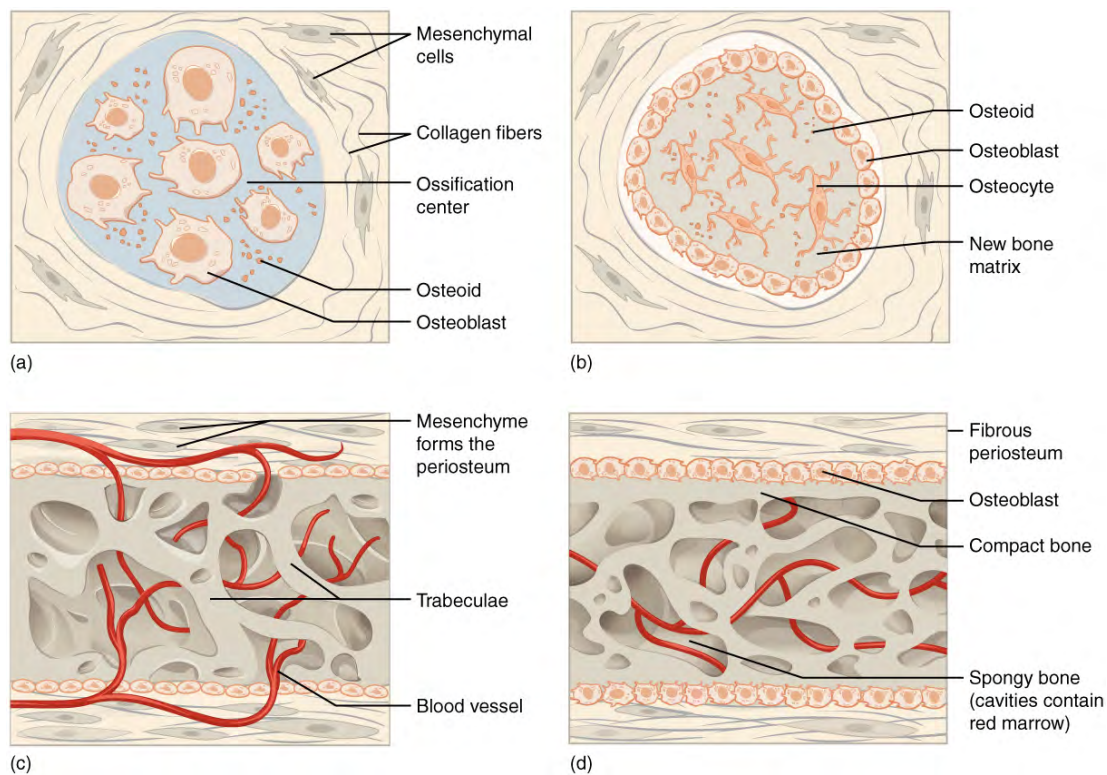 Mesenchymal
cells
Collagen fibers
Ossification
center
Osteoid
Osteoblast
(a)
Osteoid
Osteoblast
Osteocyte
New bone
matrix
(b)
Mesenchyme
forms the
periosteum
Trabeculae
Blood vessel
(c)
Fibrous
periosteum
Osteoblast
Compact bone
Spongy bone
(cavities contain
red marrow)
(d)